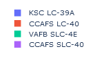 KSC LC-39A
CCAFS LC-40
VAFB SLC-4E
CCAFS SLC-40